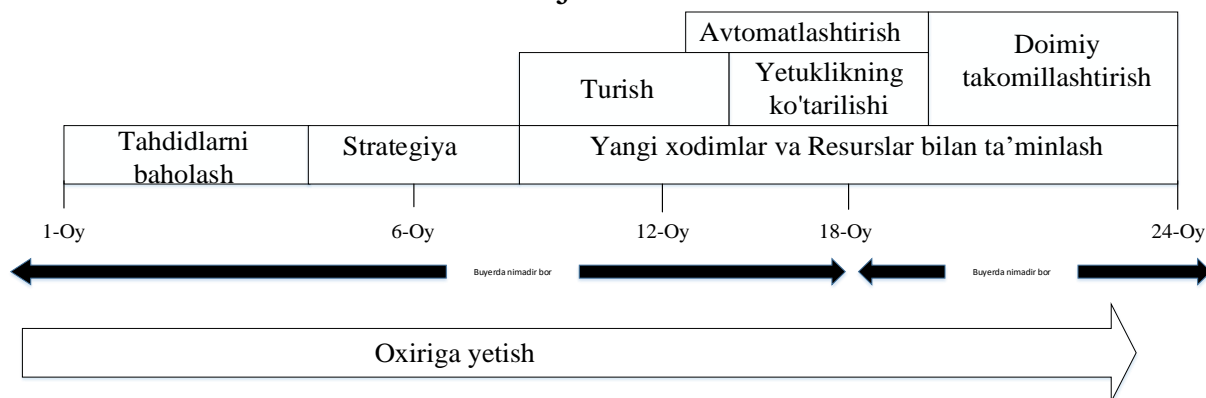 Avtomatlashtirish
Doimiy
takomillashtirish
Turish
Yetuklikning
ko'tarilishi
Tahdidlarni
baholash
Strategiya
Yangi xodimlar va Resurslar bilan ta’minlash
1-Oy
6-Oy
12-Oy
18-Oy
24-Oy
Buyerda nimadir bor
Buyerda nimadir bor
Oxiriga yetish